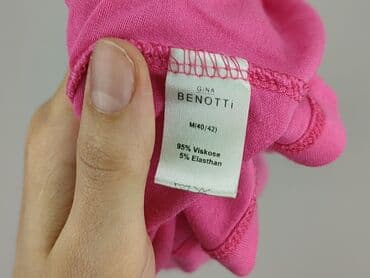 GINA
BENOTTi
M(40/42)
95% Viskose
5% Elasthan